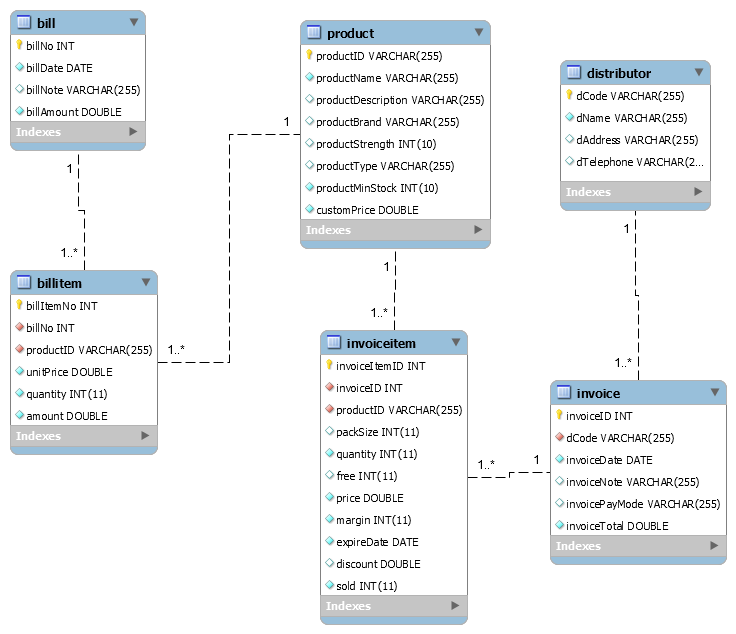 bill
billNo INT
billDate DATE
billNote VARCHAR(255)
billAmount DOUBLE
Indexes
1
1..*
billitem
billItemNo INT
billNo INT
productID VARCHAR(255)
unitPrice DOUBLE
quantity INT(11)
amount DOUBLE
Indexes
1..*
1
product
productID VARCHAR(255)
productName VARCHAR(255)
productDescription VARCHAR(255)
productBrand VARCHAR(255)
productStrength INT(10)
productType VARCHAR(255)
productMinStock INT(10)
customPrice DOUBLE
Indexes
1
1..*
invoiceitem
invoiceItemID INT
invoiceID INT
productID VARCHAR(255)
packSize INT(11)
quantity INT(11)
free INT(11)
price DOUBLE
margin INT(11)
expireDate DATE
discount DOUBLE
sold INT(11)
Indexes
1..*
1
distributor
dCode VARCHAR(255)
dName VARCHAR(255)
dAddress VARCHAR(255)
dTelephone VARCHAR(2...
Indexes
1
1..*
invoice
invoiceID INT
dCode VARCHAR(255)
invoiceDate DATE
invoiceNote VARCHAR(255)
invoicePayMode VARCHAR(255)
invoiceTotal DOUBLE
Indexes